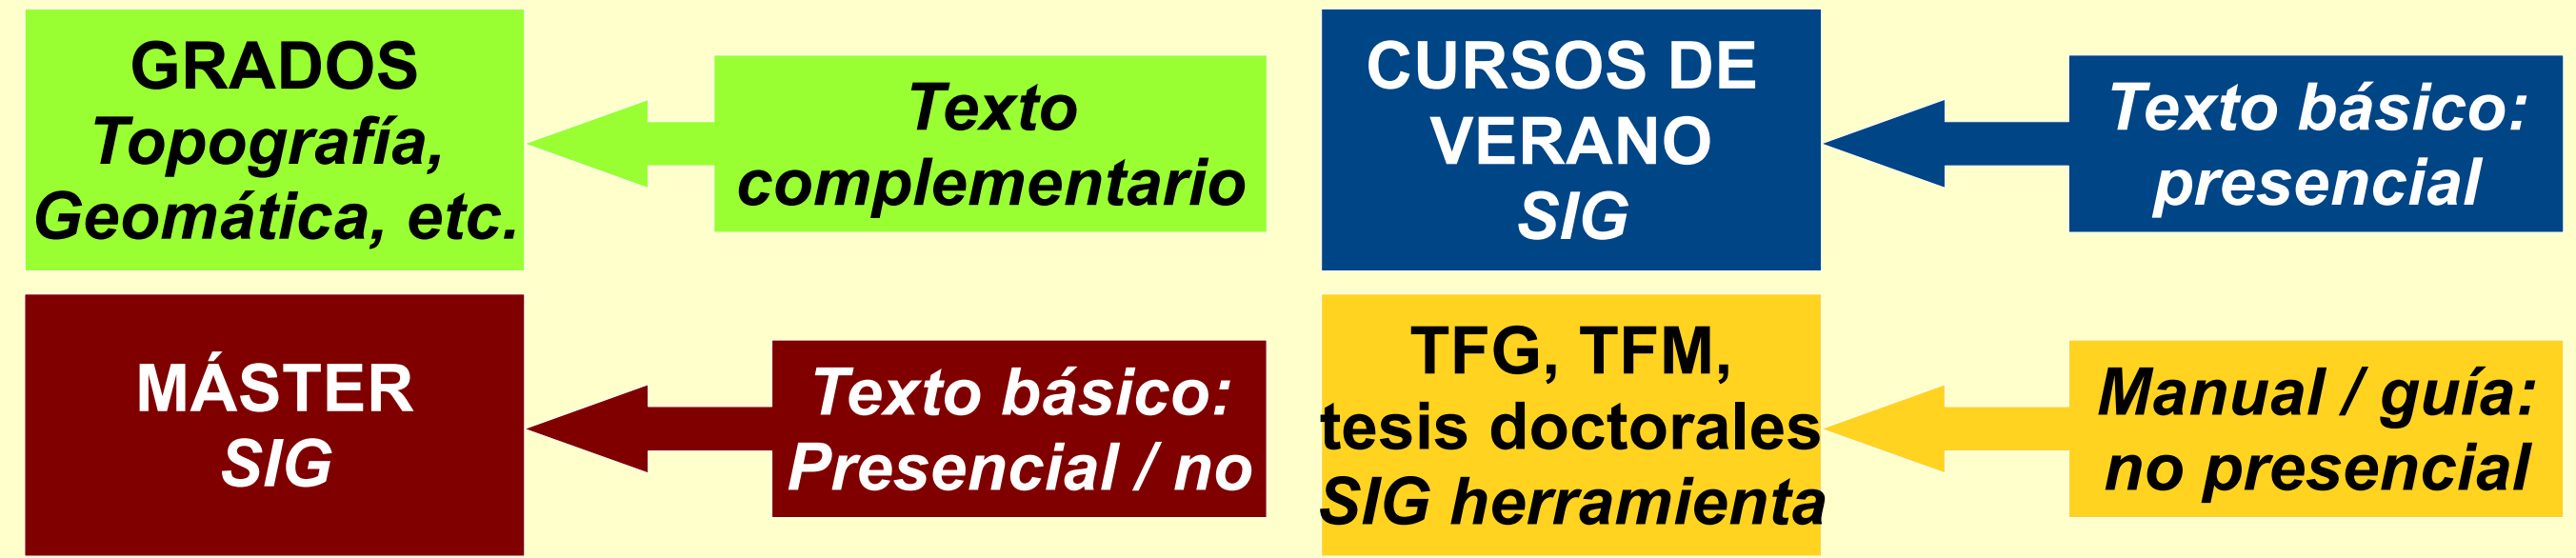 GRADOS
Topografía,
Geomática, etc.
Texto
complementario
CURSOS DE
VERANO
SIG
Texto básico:
presencial
MÁSTER
SIG
Texto básico:
Presencial / no
TFG, TFM,
tesis doctorales
SIG herramienta
Manual / guía:
no presencial